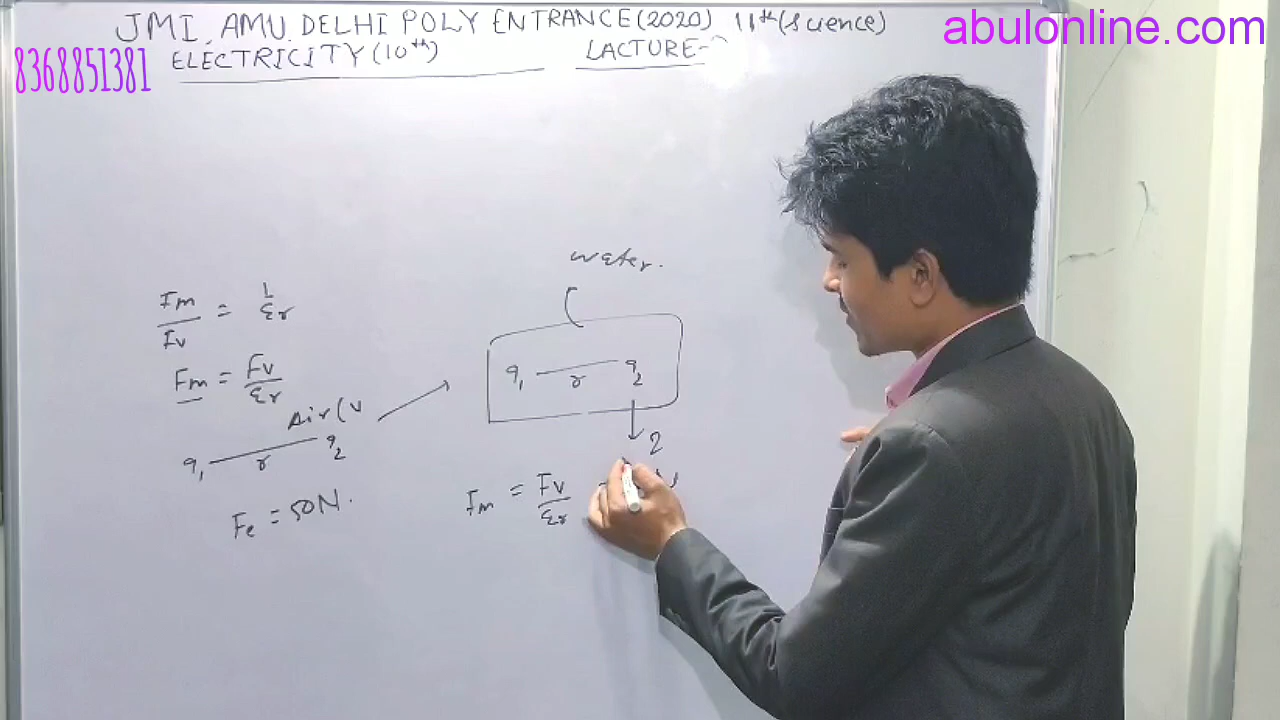 JMI, AMU, DELHI POLY ENTRANCE(2020) 11th(science)
abulonline.com
ELECTRICITY(10th) LACTURE-
8368851381
water.
Fm/Fv = 1/εr
Fm = Fv/εr
Air(v
q1 r q2
q1 r q2
2
Fe = 50N.
Fm = Fv/εr